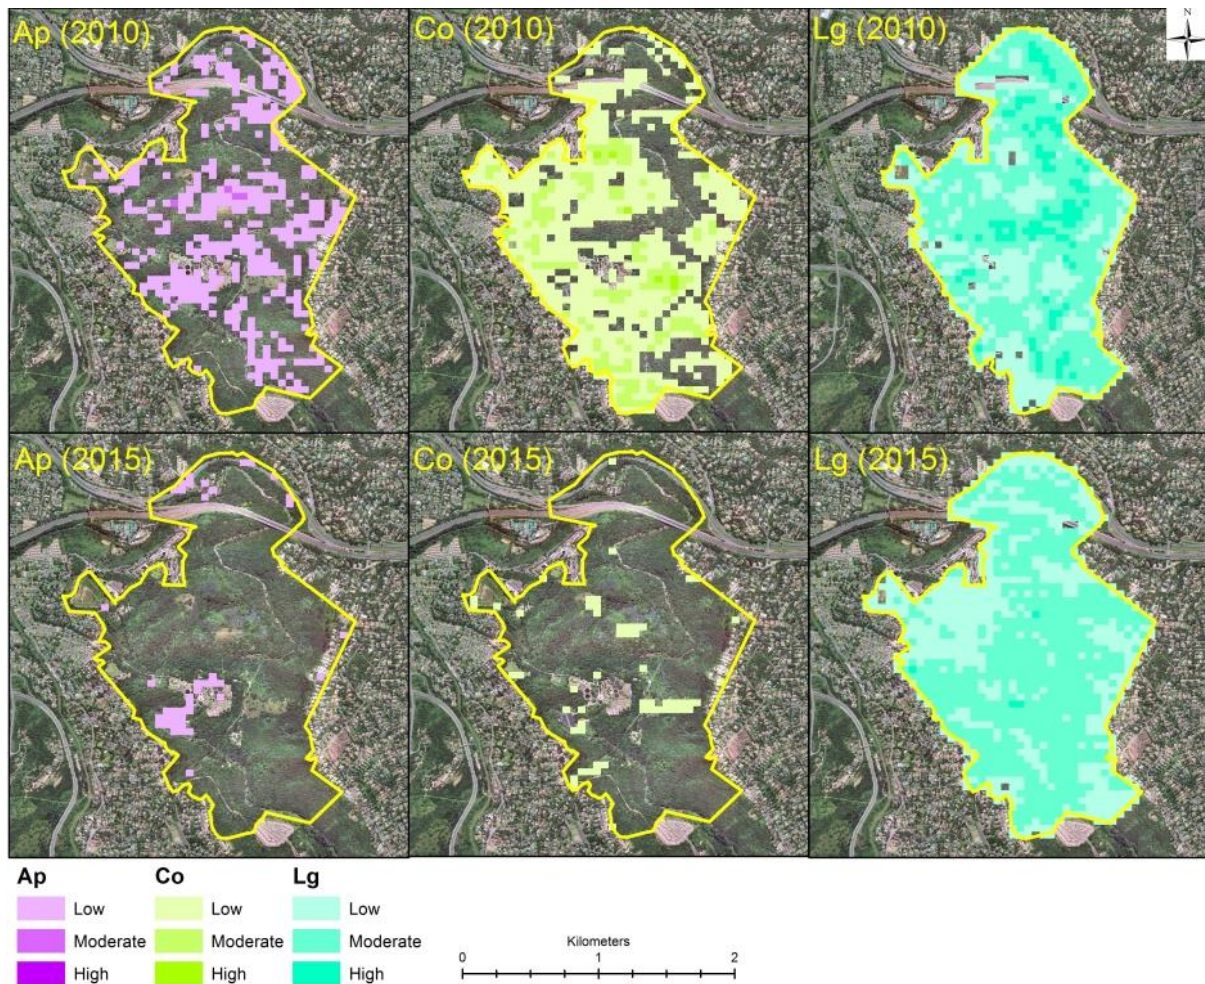 Ap (2010)
Co (2010)
Lg (2010)
N
Ap (2015)
Co (2015)
Lg (2015)
Ap
Co
Lg
Low
Low
Low
Moderate
Moderate
Moderate
High
High
High
Kilometers
0
1
2